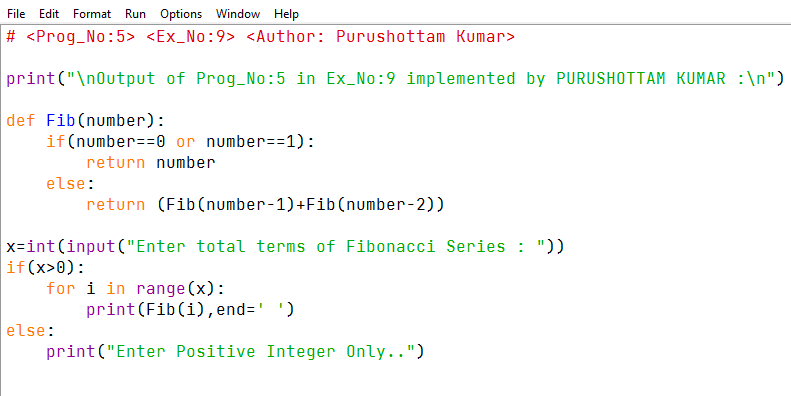 File Edit Format Run Options Window Help
# <Prog_No:5> <Ex_No:9> <Author: Purushottam Kumar>
print("\nOutput of Prog_No:5 in Ex_No:9 implemented by PURUSHOTTAM KUMAR :\n")
def Fib(number):
    if(number==0 or number==1):
        return number
    else:
        return (Fib(number-1)+Fib(number-2))
x=int(input("Enter total terms of Fibonacci Series : "))
if(x>0):
    for i in range(x):
        print(Fib(i),end=' ')
else:
    print("Enter Positive Integer Only..")